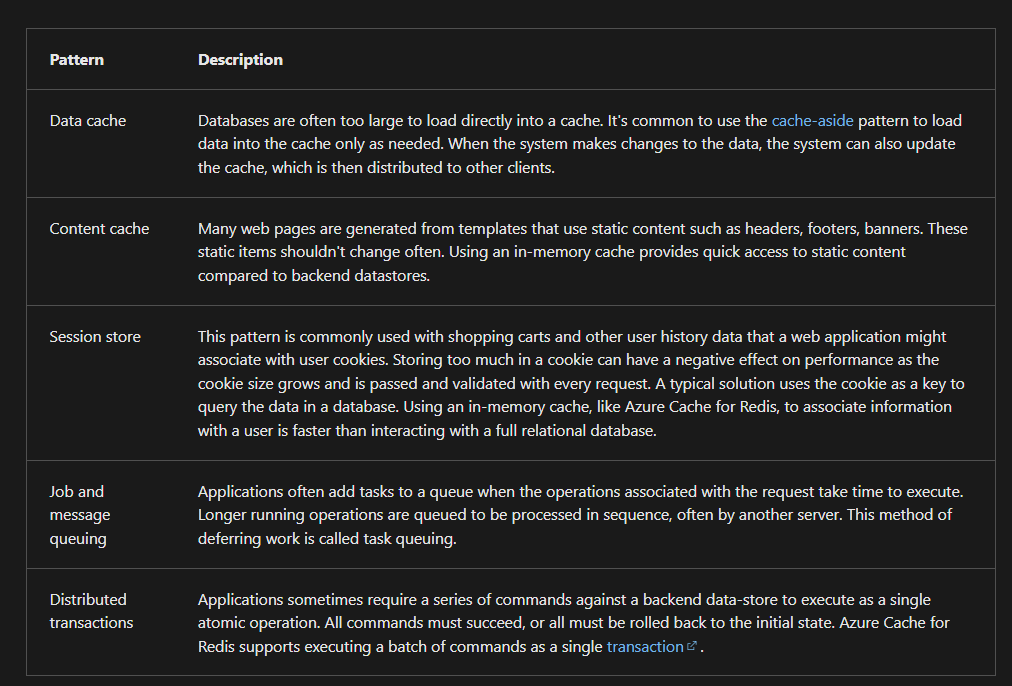 Pattern Description
Data cache Databases are often too large to load directly into a cache. It's common to use the cache-aside pattern to load
data into the cache only as needed. When the system makes changes to the data, the system can also update
the cache, which is then distributed to other clients.
Content cache Many web pages are generated from templates that use static content such as headers, footers, banners. These
static items shouldn't change often. Using an in-memory cache provides quick access to static content
compared to backend datastores.
Session store This pattern is commonly used with shopping carts and other user history data that a web application might
associate with user cookies. Storing too much in a cookie can have a negative effect on performance as the
cookie size grows and is passed and validated with every request. A typical solution uses the cookie as a key to
query the data in a database. Using an in-memory cache, like Azure Cache for Redis, to associate information
with a user is faster than interacting with a full relational database.
Job and
message
queuing
Applications often add tasks to a queue when the operations associated with the request take time to execute.
Longer running operations are queued to be processed in sequence, often by another server. This method of
deferring work is called task queuing.
Distributed
transactions
Applications sometimes require a series of commands against a backend data-store to execute as a single
atomic operation. All commands must succeed, or all must be rolled back to the initial state. Azure Cache for
Redis supports executing a batch of commands as a single transaction.